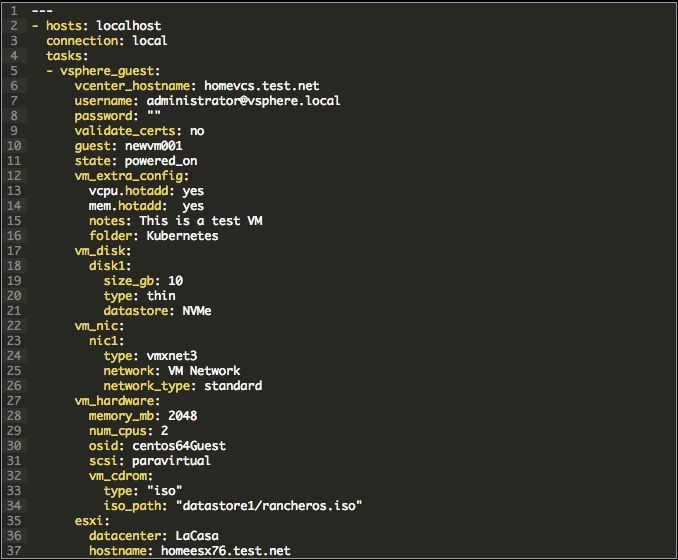 1 ---
2 - hosts: localhost
3   connection: local
4   tasks:
5   - vsphere_guest:
6       vcenter_hostname: homevcs.test.net
7       username: administrator@vsphere.local
8       password: ""
9       validate_certs: no
10       guest: newvm001
11       state: powered_on
12       vm_extra_config:
13         vcpu.hotadd: yes
14         mem.hotadd:  yes
15         notes: This is a test VM
16         folder: Kubernetes
17       vm_disk:
18         disk1:
19           size_gb: 10
20           type: thin
21           datastore: NVMe
22       vm_nic:
23         nic1:
24           type: vmxnet3
25           network: VM Network
26           network_type: standard
27       vm_hardware:
28         memory_mb: 2048
29         num_cpus: 2
30         osid: centos64Guest
31         scsi: paravirtual
32         vm_cdrom:
33           type: "iso"
34           iso_path: "datastore1/rancheros.iso"
35       esxi:
36         datacenter: LaCasa
37         hostname: homeesx76.test.net